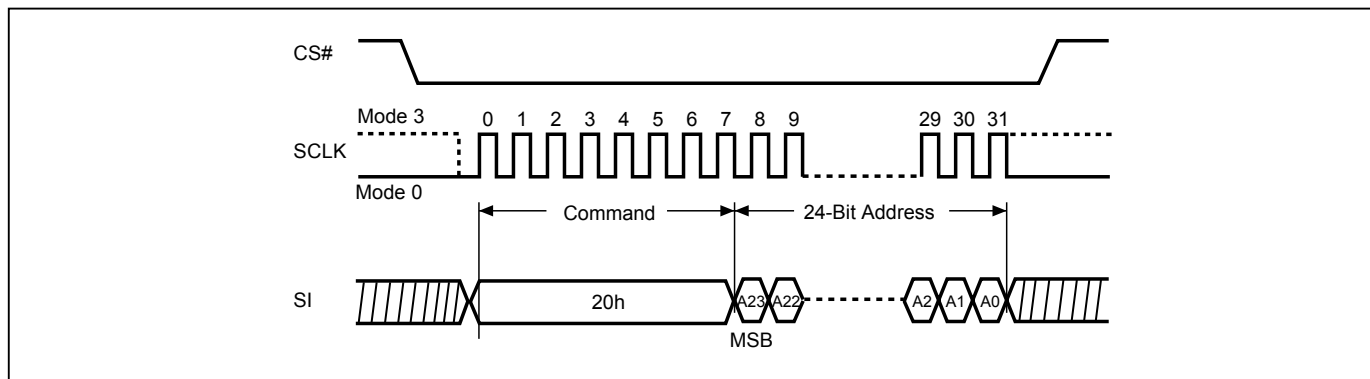 CS#
Mode 3
0 1 2 3 4 5 6 7 8 9 29 30 31
SCLK
Mode 0
Command 24-Bit Address
SI 20h A23 A22 A2 A1 A0
MSB